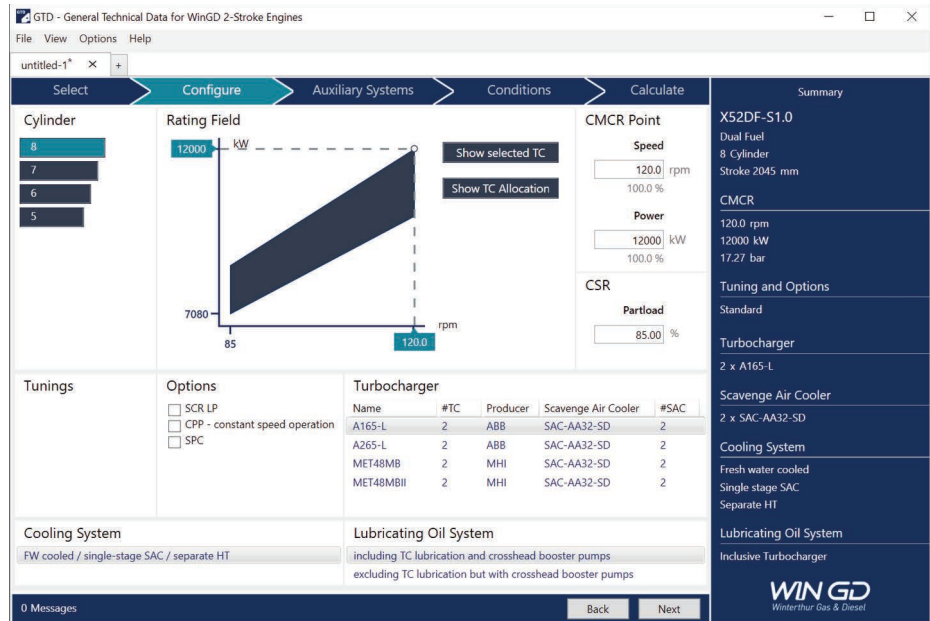 GTD - General Technical Data for WinGD 2-Stroke Engines
File View Options Help
untitled-1* × +
Select Configure Auxiliary Systems Conditions Calculate
Cylinder
8
7
6
5
Rating Field
12000 kW
7080
85
120.0
rpm
Show selected TC
Show TC Allocation
CMCR Point
Speed
120.0 rpm
100.0 %
Power
12000 kW
100.0 %
CSR
Partload
85.00 %
Tunings
Options
SCR LP
CPP - constant speed operation
SPC
Turbocharger
Name #TC Producer Scavenge Air Cooler #SAC
A165-L 2 ABB SAC-AA32-SD 2
A265-L 2 ABB SAC-AA32-SD 2
MET48MB 2 MHI SAC-AA32-SD 2
MET48MBII 2 MHI SAC-AA32-SD 2
Cooling System
FW cooled / single-stage SAC / separate HT
Lubricating Oil System
including TC lubrication and crosshead booster pumps
excluding TC lubrication but with crosshead booster pumps
0 Messages
Back Next
Summary
X52DF-S1.0
Dual Fuel
8 Cylinder
Stroke 2045 mm
CMCR
120.0 rpm
12000 kW
17.27 bar
Tuning and Options
Standard
Turbocharger
2 x A165-L
Scavenge Air Cooler
2 x SAC-AA32-SD
Cooling System
Fresh water cooled
Single stage SAC
Separate HT
Lubricating Oil System
Inclusive Turbocharger
WIN GD
Winterthur Gas & Diesel